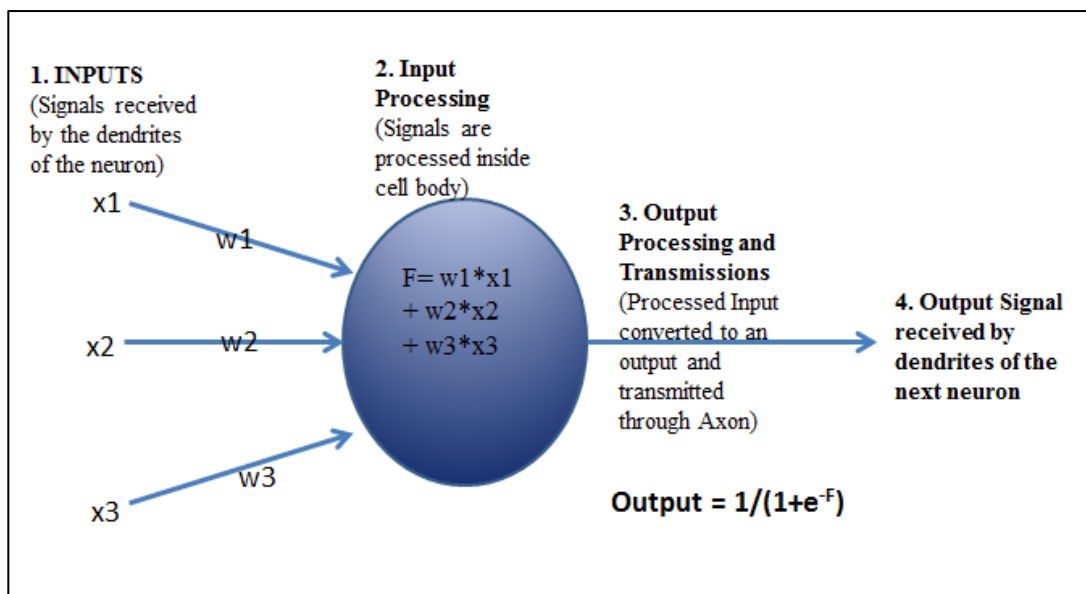 1. INPUTS
(Signals received
by the dendrites
of the neuron)
x1
w1
x2
w2
w3
x3
2. Input
Processing
(Signals are
processed inside
cell body)
F= w1*x1
+ w2*x2
+ w3*x3
3. Output
Processing and
Transmissions
(Processed Input
converted to an
output and
transmitted
through Axon)
Output = 1/(1+e⁻ᶠ)
4. Output Signal
received by
dendrites of the
next neuron